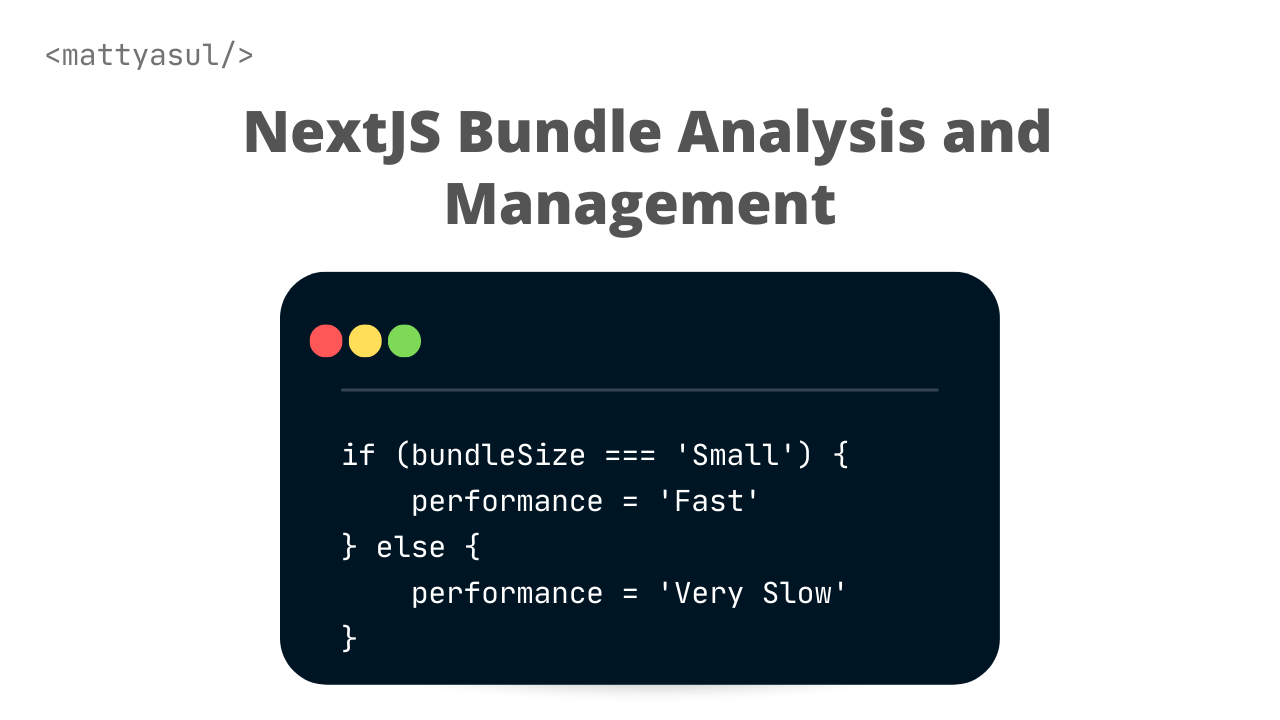 <mattyasul/>
NextJS Bundle Analysis and
Management
if (bundleSize === 'Small') {
    performance = 'Fast'
} else {
    performance = 'Very Slow'
}